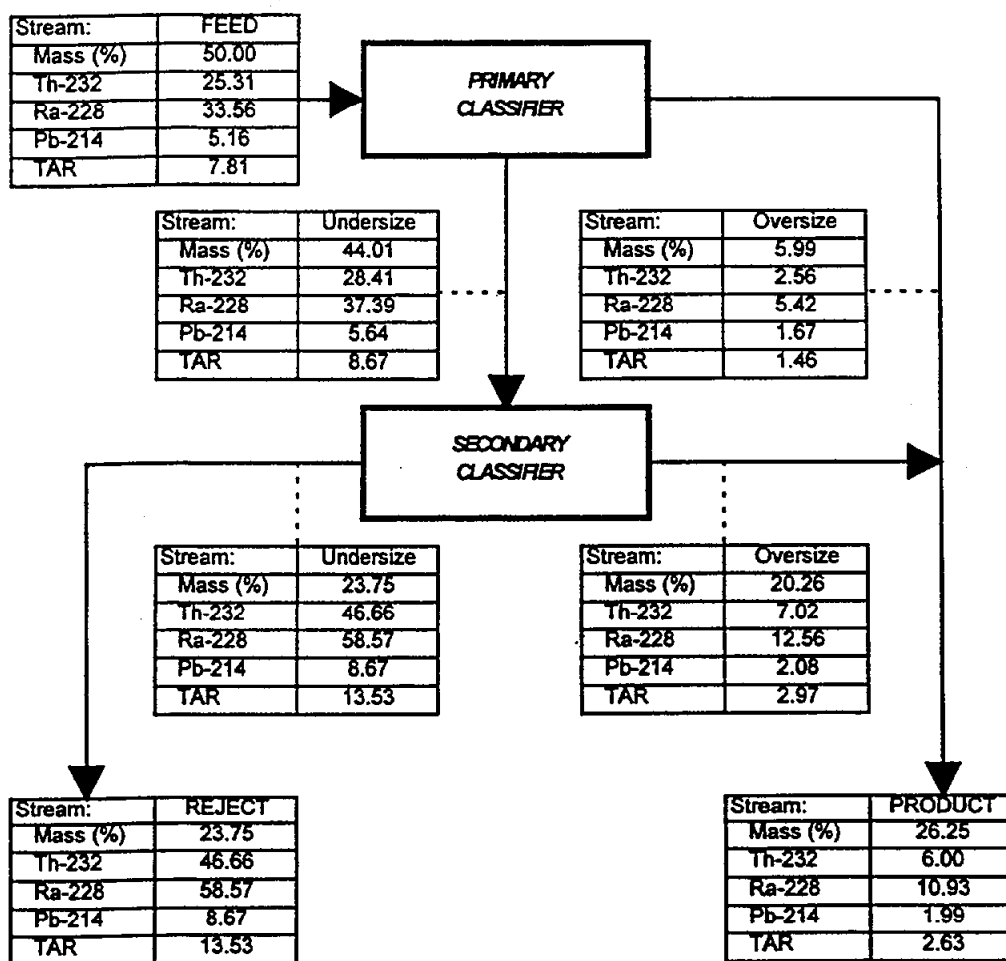 Stream: FEED
Mass (%) 50.00
Th-232 25.31
Ra-228 33.56
Pb-214 5.16
TAR 7.81
PRIMARY
CLASSIFIER
Stream: Undersize
Mass (%) 44.01
Th-232 28.41
Ra-228 37.39
Pb-214 5.64
TAR 8.67
Stream: Oversize
Mass (%) 5.99
Th-232 2.56
Ra-228 5.42
Pb-214 1.67
TAR 1.46
SECONDARY
CLASSIFIER
Stream: Undersize
Mass (%) 23.75
Th-232 46.66
Ra-228 58.57
Pb-214 8.67
TAR 13.53
Stream: Oversize
Mass (%) 20.26
Th-232 7.02
Ra-228 12.56
Pb-214 2.08
TAR 2.97
Stream: REJECT
Mass (%) 23.75
Th-232 46.66
Ra-228 58.57
Pb-214 8.67
TAR 13.53
Stream: PRODUCT
Mass (%) 26.25
Th-232 6.00
Ra-228 10.93
Pb-214 1.99
TAR 2.63